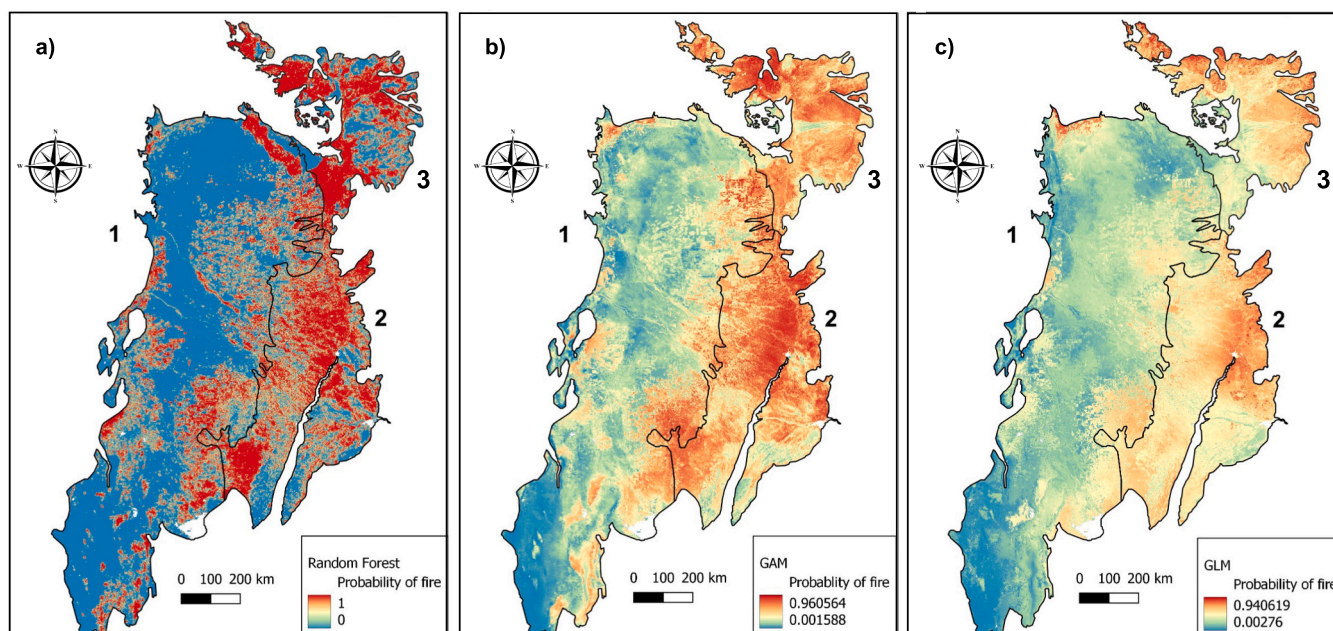 a)
N
W
E
S
1
2
3
0
100 200 km
Random Forest
Probability of fire
1
0
b)
N
W
E
S
1
2
3
0
100 200 km
GAM
Probablity of fire
0.960564
0.001588
c)
N
W
E
S
1
2
3
0
100 200 km
GLM
Probability of fire
0.940619
0.00276